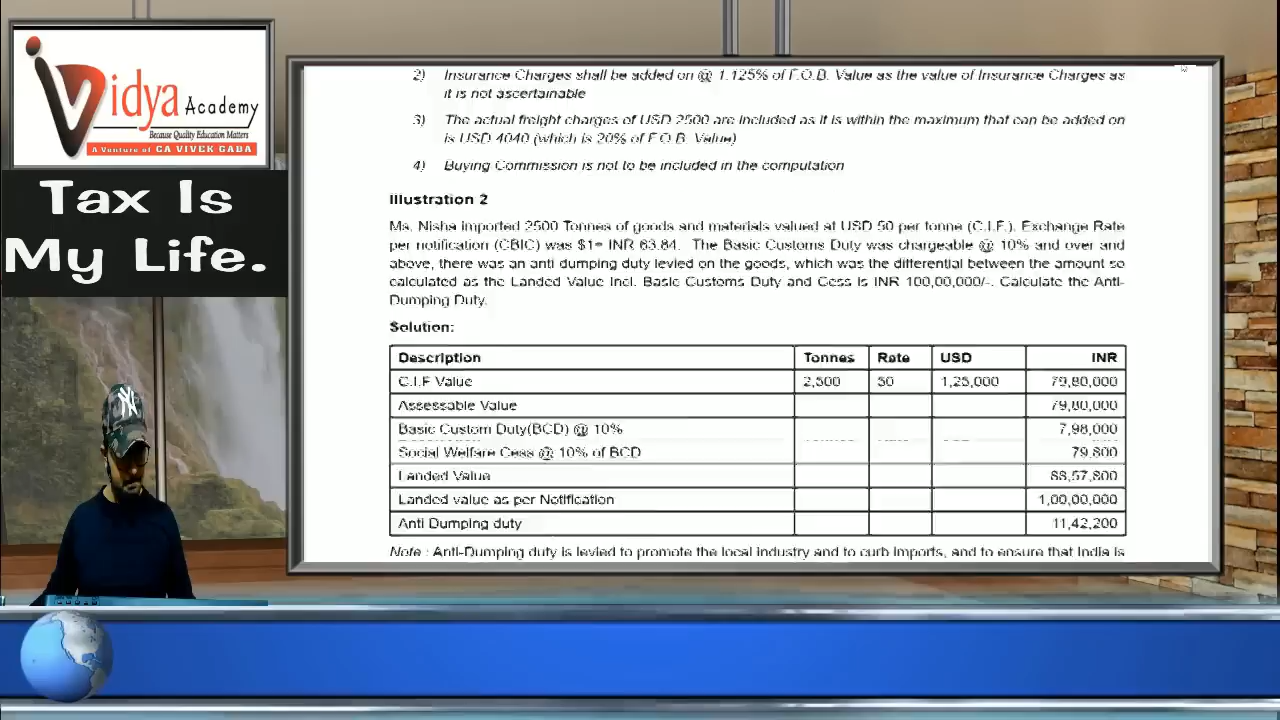 iVidya Academy
Because Quality Education Matters
A Venture of CA VIVEK GABA
Tax Is
My Life.
2) Insurance Charges shall be added on @ 1.125% of F.O.B. Value as the value of Insurance Charges as
it is not ascertainable
3) The actual freight charges of USD 2500 are included as it is within the maximum that can be added on
is USD 4040 (which is 20% of F.O.B. Value)
4) Buying Commission is not to be included in the computation
Illustration 2
Ms. Nisha imported 2500 Tonnes of goods and materials valued at USD 50 per tonne (C.I.F.). Exchange Rate
per notification (CBIC) was $1= INR 63.84. The Basic Customs Duty was chargeable @ 10% and over and
above, there was an anti dumping duty levied on the goods, which was the differential between the amount so
calculated as the Landed Value Incl. Basic Customs Duty and Cess is INR 100,00,000/-. Calculate the Anti-
Dumping Duty.
Solution:
Description Tonnes Rate USD INR
C.I.F Value 2,500 50 1,25,000 79,80,000
Assessable Value 79,80,000
Basic Custom Duty(BCD) @ 10% 7,98,000
Social Welfare Cess @ 10% of BCD 79,800
Landed Value 88,57,800
Landed value as per Notification 1,00,00,000
Anti Dumping duty 11,42,200
Note : Anti-Dumping duty is levied to promote the local industry and to curb imports, and to ensure that India is